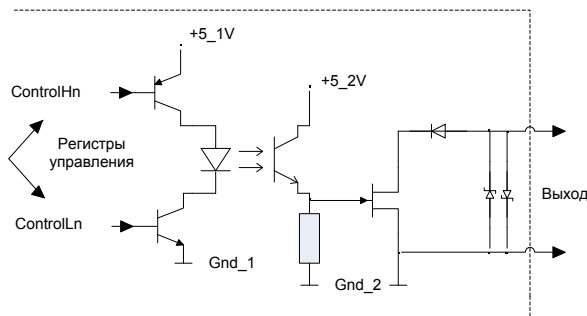 +5_1V
+5_2V
ControlHn
Регистры
управления
Выход
ControlLn
Gnd_1
Gnd_2